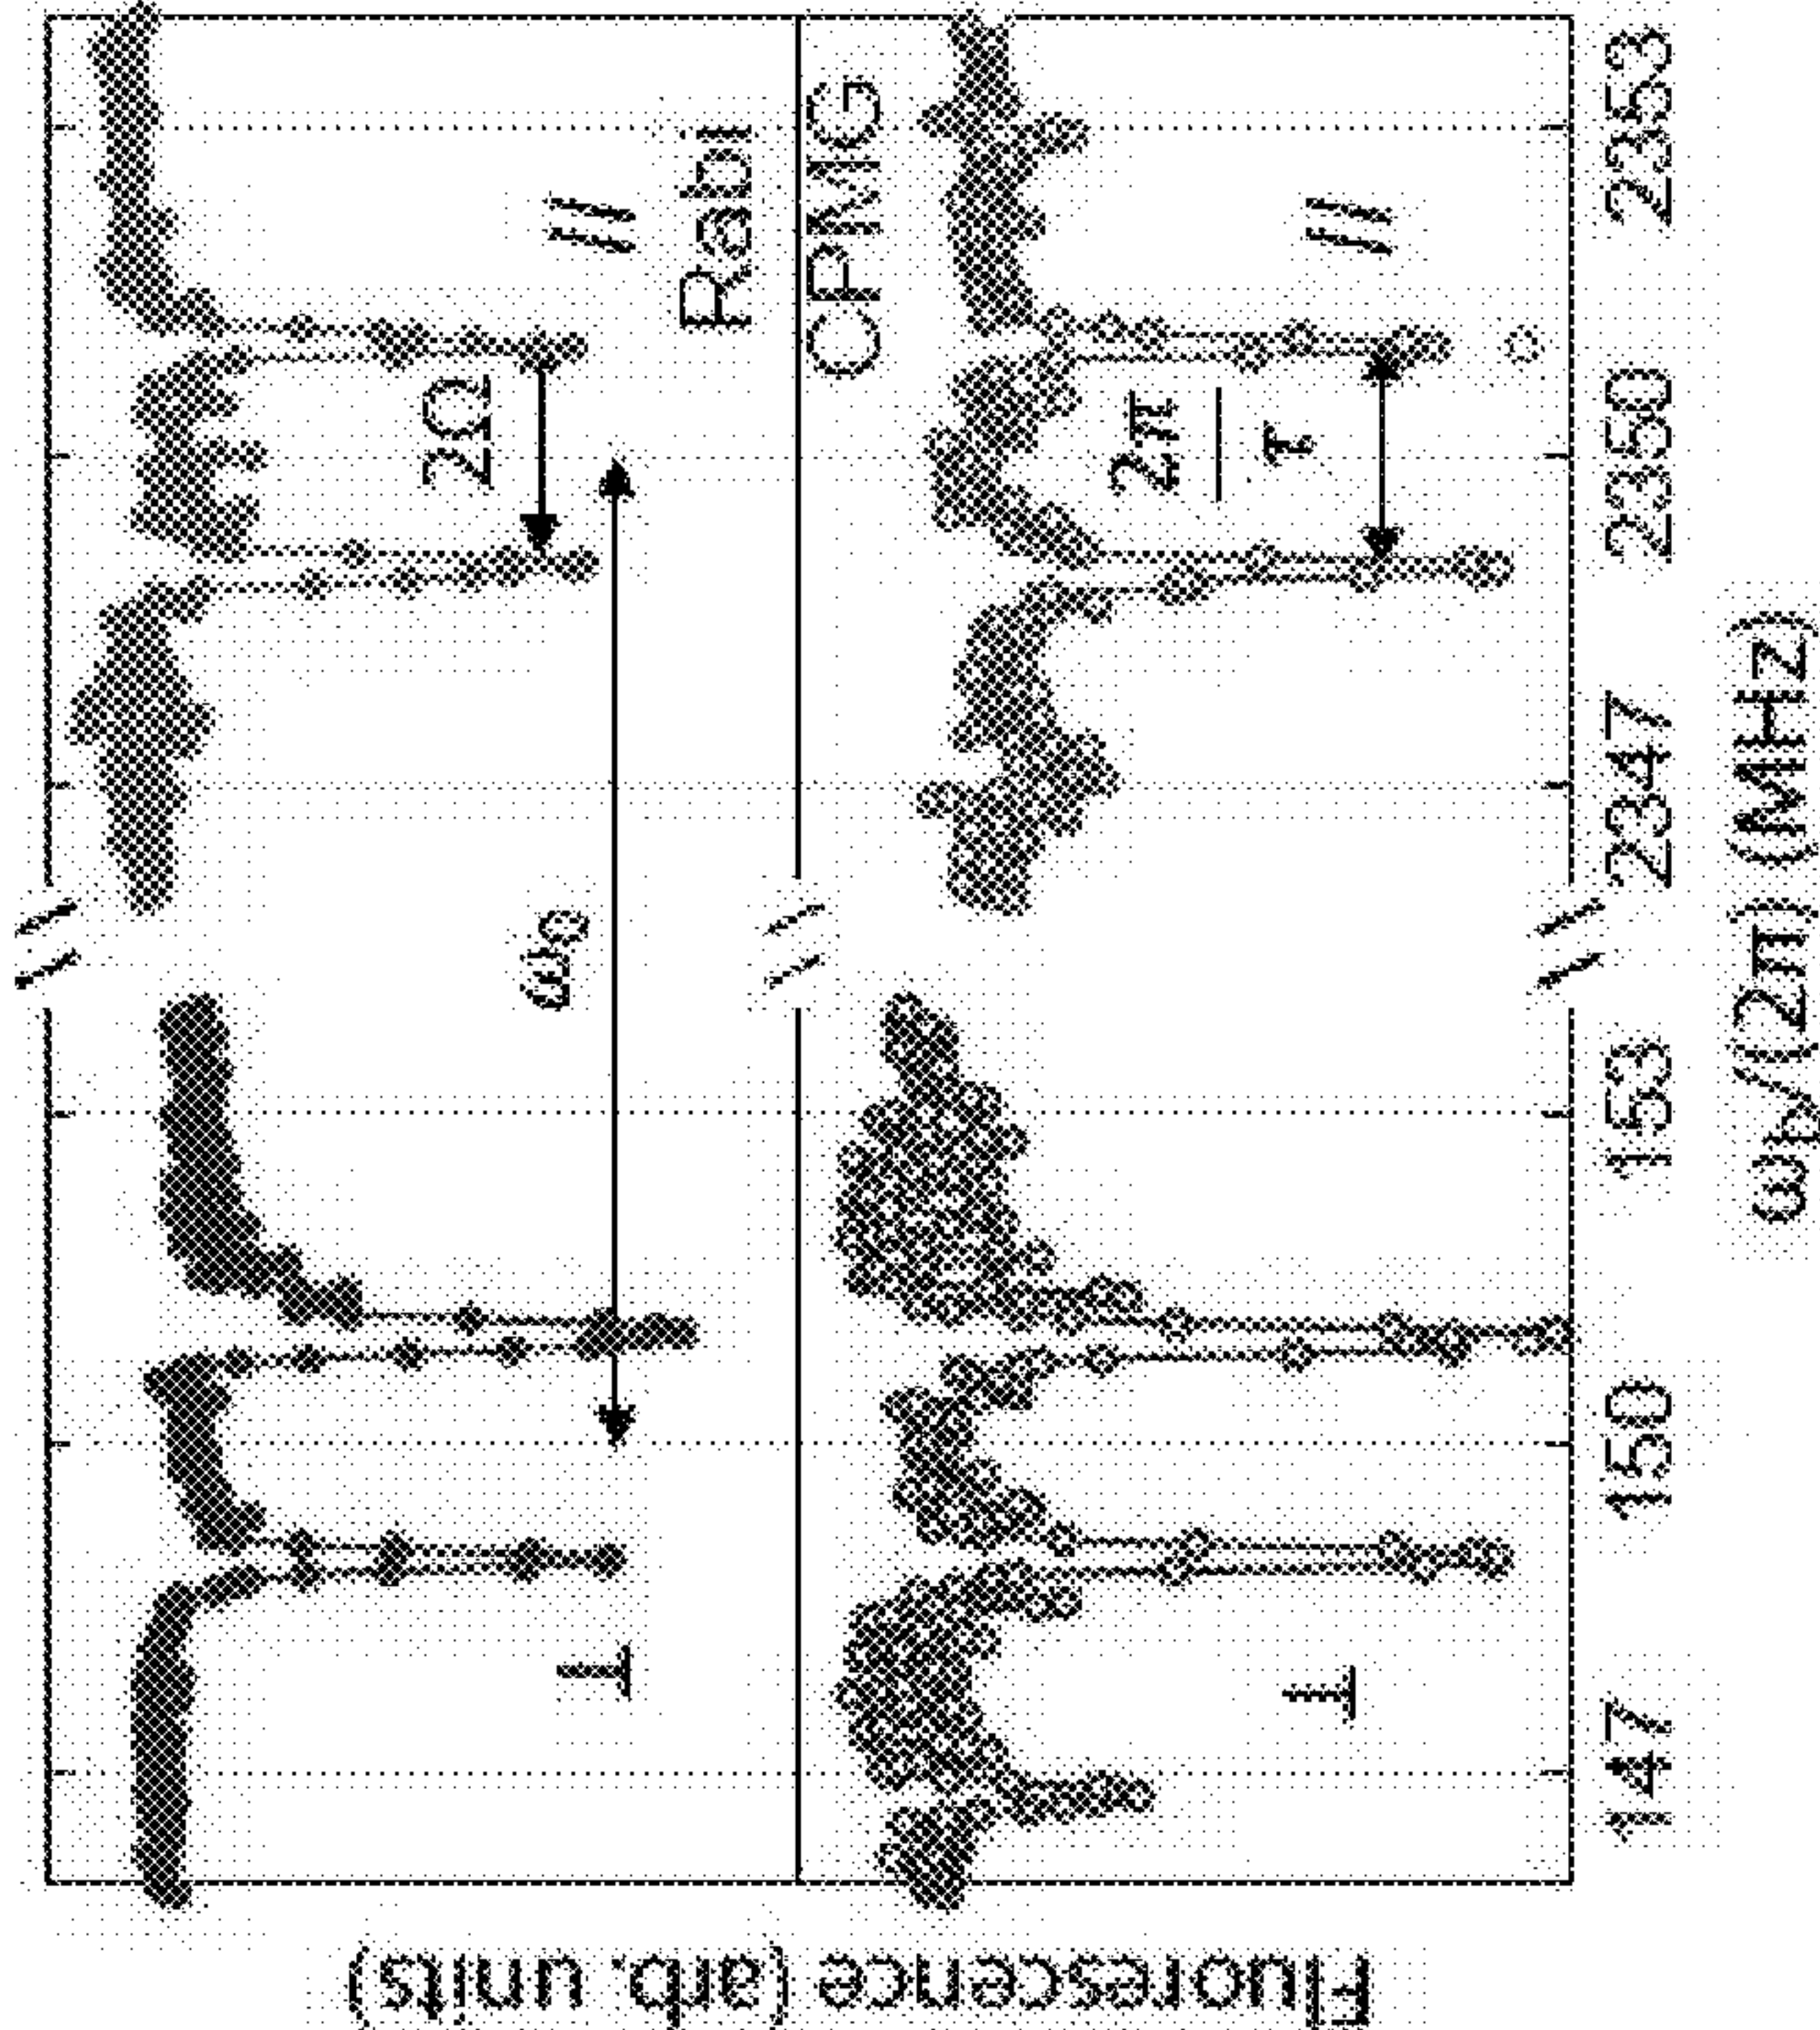 Fluorescence (arb. units)
2Ω
ω₀
⊥
//
Rabi
CPMG
2π
τ
⊥
//
147 150 153 2347 2350 2353
ωb/(2π) (MHz)